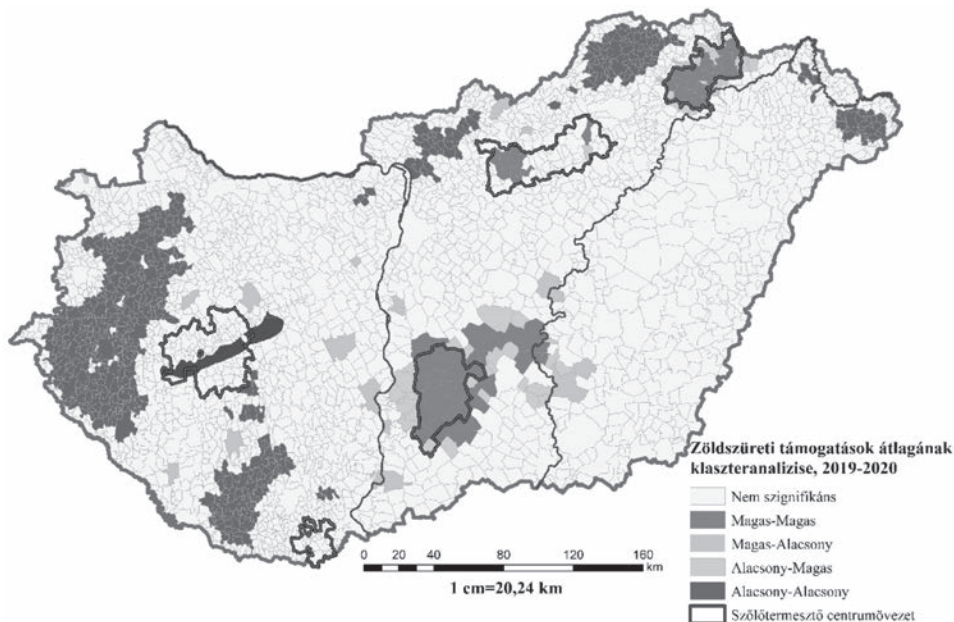 Zöldszüreti támogatások átlagának
klaszteranalízise, 2019-2020
Nem szignifikáns
Magas-Magas
Magas-Alacsony
Alacsony-Magas
Alacsony-Alacsony
Szőlőtermesztő centrumövezet
0 20 40 80 120 160
km
1 cm=20,24 km